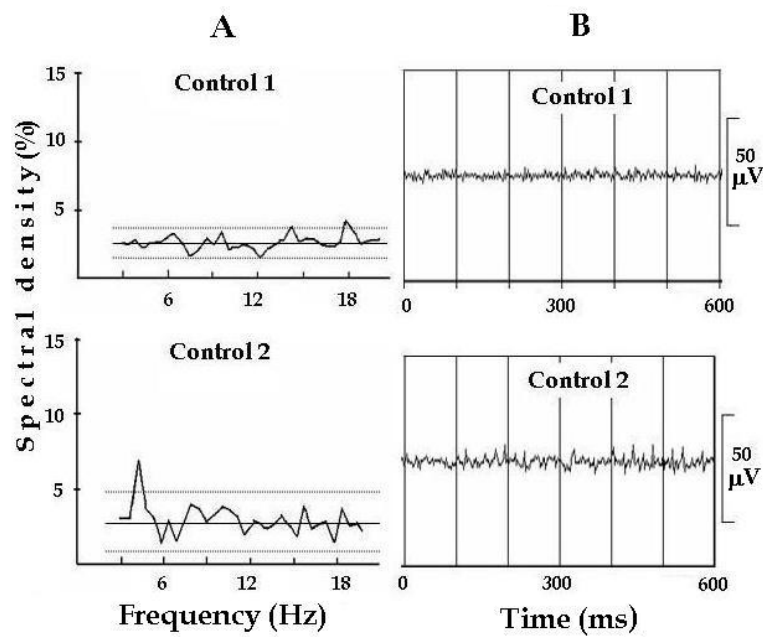 A
B
Control 1
15
10
5
6
12
18
Control 1
50
µV
0
300
600
Control 2
15
10
5
6
12
18
Control 2
50
µV
0
300
600
Spectral density (%)
Frequency (Hz)
Time (ms)